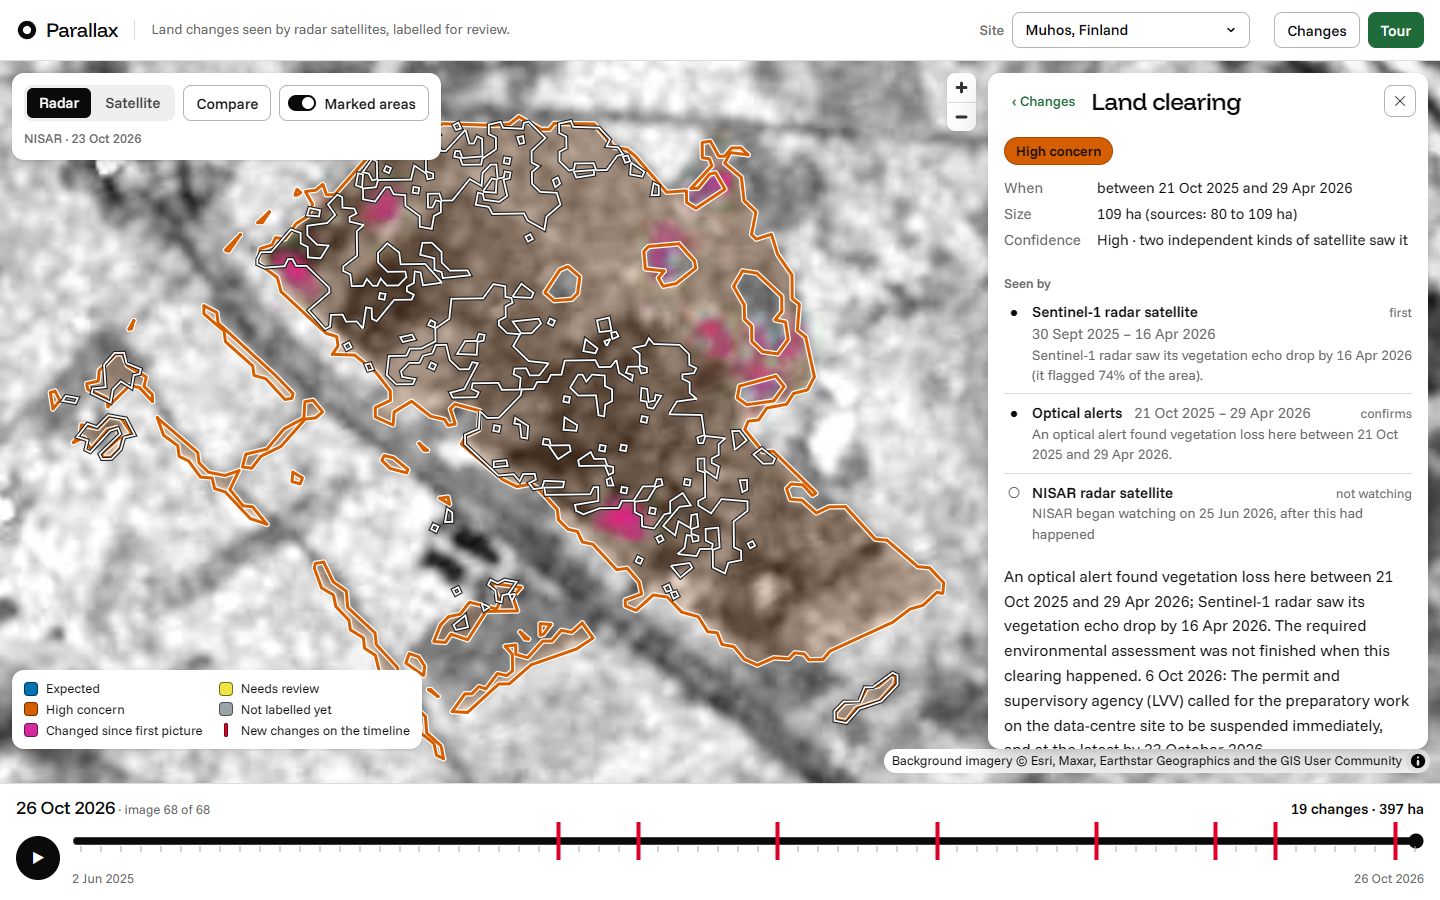 Parallax
Land changes seen by radar satellites, labelled for review.
Site
Muhos, Finland
Changes
Tour
Radar
Satellite
Compare
Marked areas
NISAR · 23 Oct 2026
+
−
‹ Changes
Land clearing
High concern
When between 21 Oct 2025 and 29 Apr 2026
Size 109 ha (sources: 80 to 109 ha)
Confidence High · two independent kinds of satellite saw it
Seen by
Sentinel-1 radar satellite first
30 Sept 2025 – 16 Apr 2026
Sentinel-1 radar saw its vegetation echo drop by 16 Apr 2026
(it flagged 74% of the area).
Optical alerts 21 Oct 2025 – 29 Apr 2026 confirms
An optical alert found vegetation loss here between 21 Oct
2025 and 29 Apr 2026.
NISAR radar satellite not watching
NISAR began watching on 25 Jun 2026, after this had
happened
An optical alert found vegetation loss here between 21
Oct 2025 and 29 Apr 2026; Sentinel-1 radar saw its
vegetation echo drop by 16 Apr 2026. The required
environmental assessment was not finished when this
clearing happened. 6 Oct 2026: The permit and
supervisory agency (LVV) called for the preparatory work
on the data-centre site to be suspended immediately,
and at the latest by 23 October 2026.
Expected
Needs review
High concern
Not labelled yet
Changed since first picture
New changes on the timeline
Background imagery © Esri, Maxar, Earthstar Geographics and the GIS User Community
26 Oct 2026 · image 68 of 68
19 changes · 397 ha
2 Jun 2025
26 Oct 2026